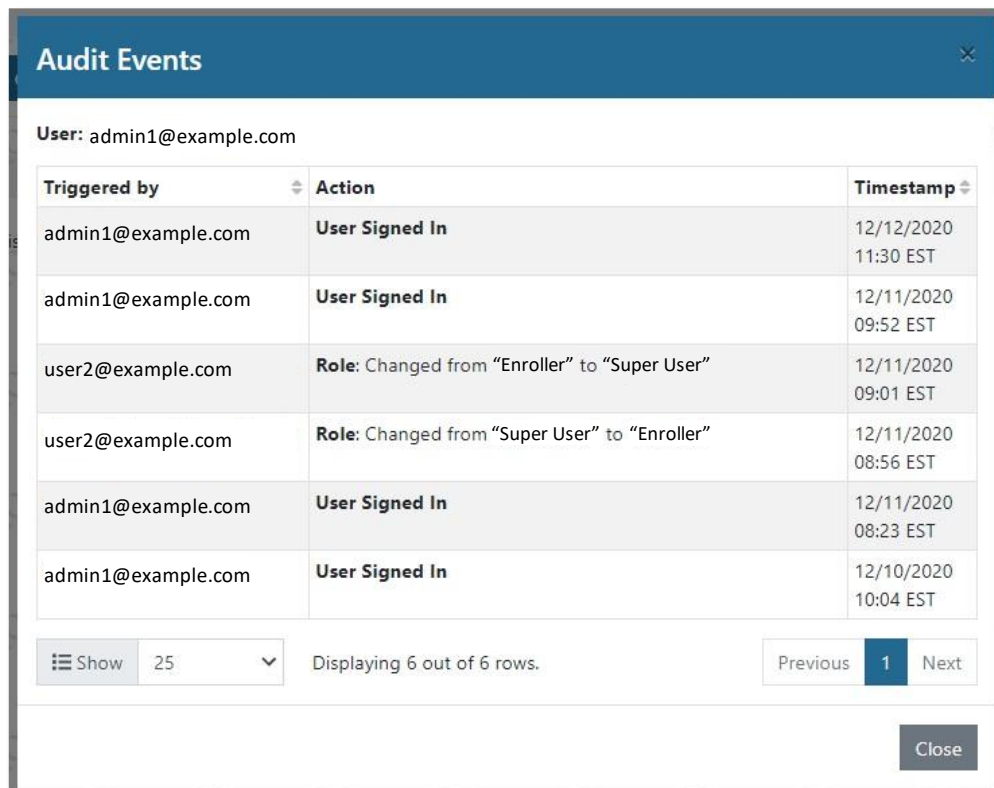 Audit Events ×
User: admin1@example.com
Triggered by Action Timestamp
admin1@example.com User Signed In 12/12/2020
11:30 EST
admin1@example.com User Signed In 12/11/2020
09:52 EST
user2@example.com Role: Changed from “Enroller” to “Super User” 12/11/2020
09:01 EST
user2@example.com Role: Changed from “Super User” to “Enroller” 12/11/2020
08:56 EST
admin1@example.com User Signed In 12/11/2020
08:23 EST
admin1@example.com User Signed In 12/10/2020
10:04 EST
Show 25 Displaying 6 out of 6 rows. Previous 1 Next
Close